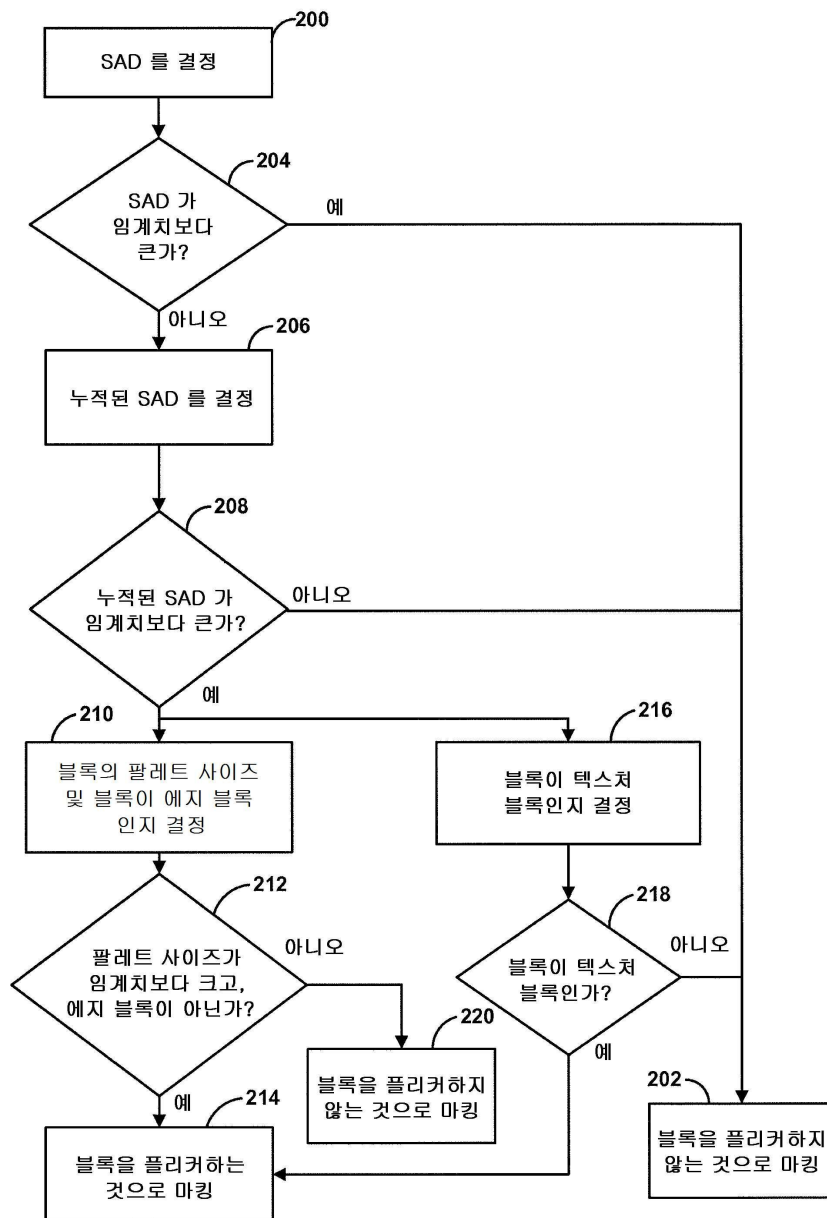 200
SAD 를 결정
204
SAD 가
임계치보다
큰가?
예
아니오
206
누적된 SAD 를 결정
208
누적된 SAD 가
임계치보다 큰가?
아니오
예
210
블록의 팔레트 사이즈
및 블록이 에지 블록
인지 결정
216
블록이 텍스처
블록인지 결정
212
팔레트 사이즈가
임계치보다 크고,
에지 블록이 아닌가?
아니오
218
블록이 텍스처
블록인가?
아니오
예
220
블록을 플리커하지
않는 것으로 마킹
예
214
블록을 플리커하는
것으로 마킹
202
블록을 플리커하지
않는 것으로 마킹